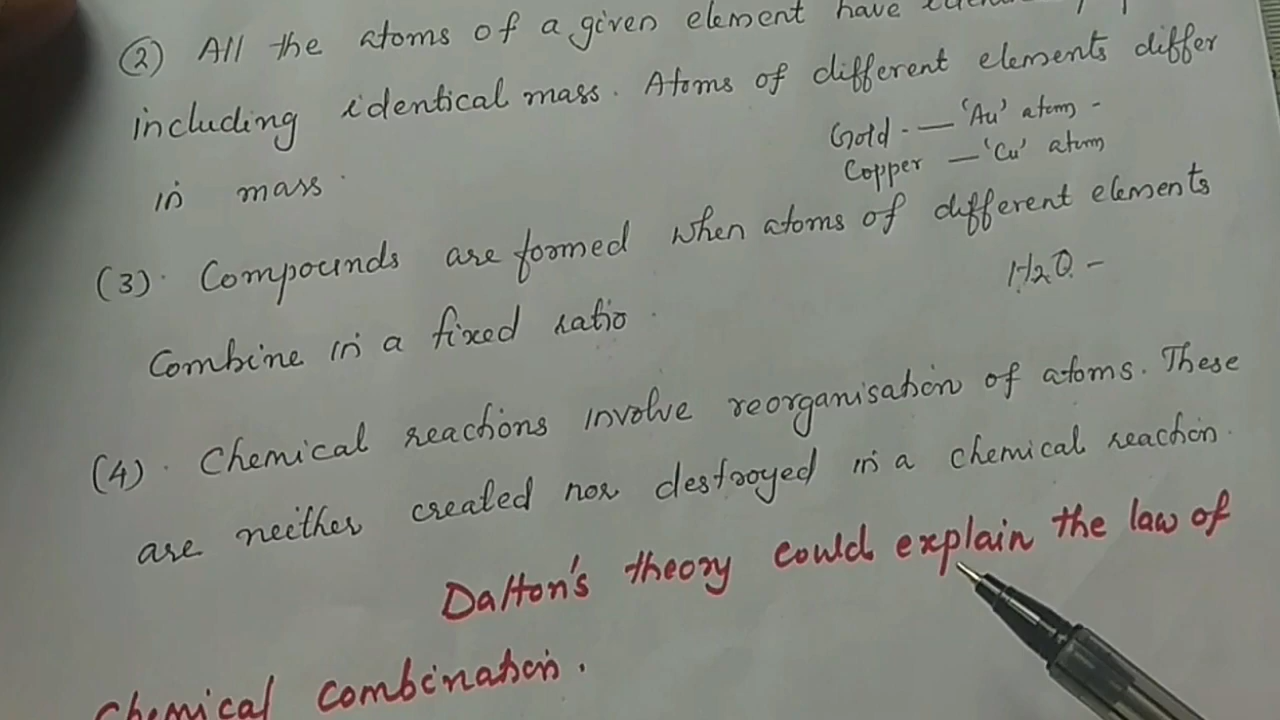 (2) All the atoms of a given element have
including identical mass. Atoms of different elements differ
Gold - — 'Au' atom -
in mass.
Copper — 'Cu' atom
(3). Compounds are formed when atoms of different elements
H2O -
Combine in a fixed ratio.
(4). Chemical reactions involve reorganisation of atoms. These
are neither created nor destroyed in a chemical reaction.
Dalton's theory could explain the law of
Chemical combination.